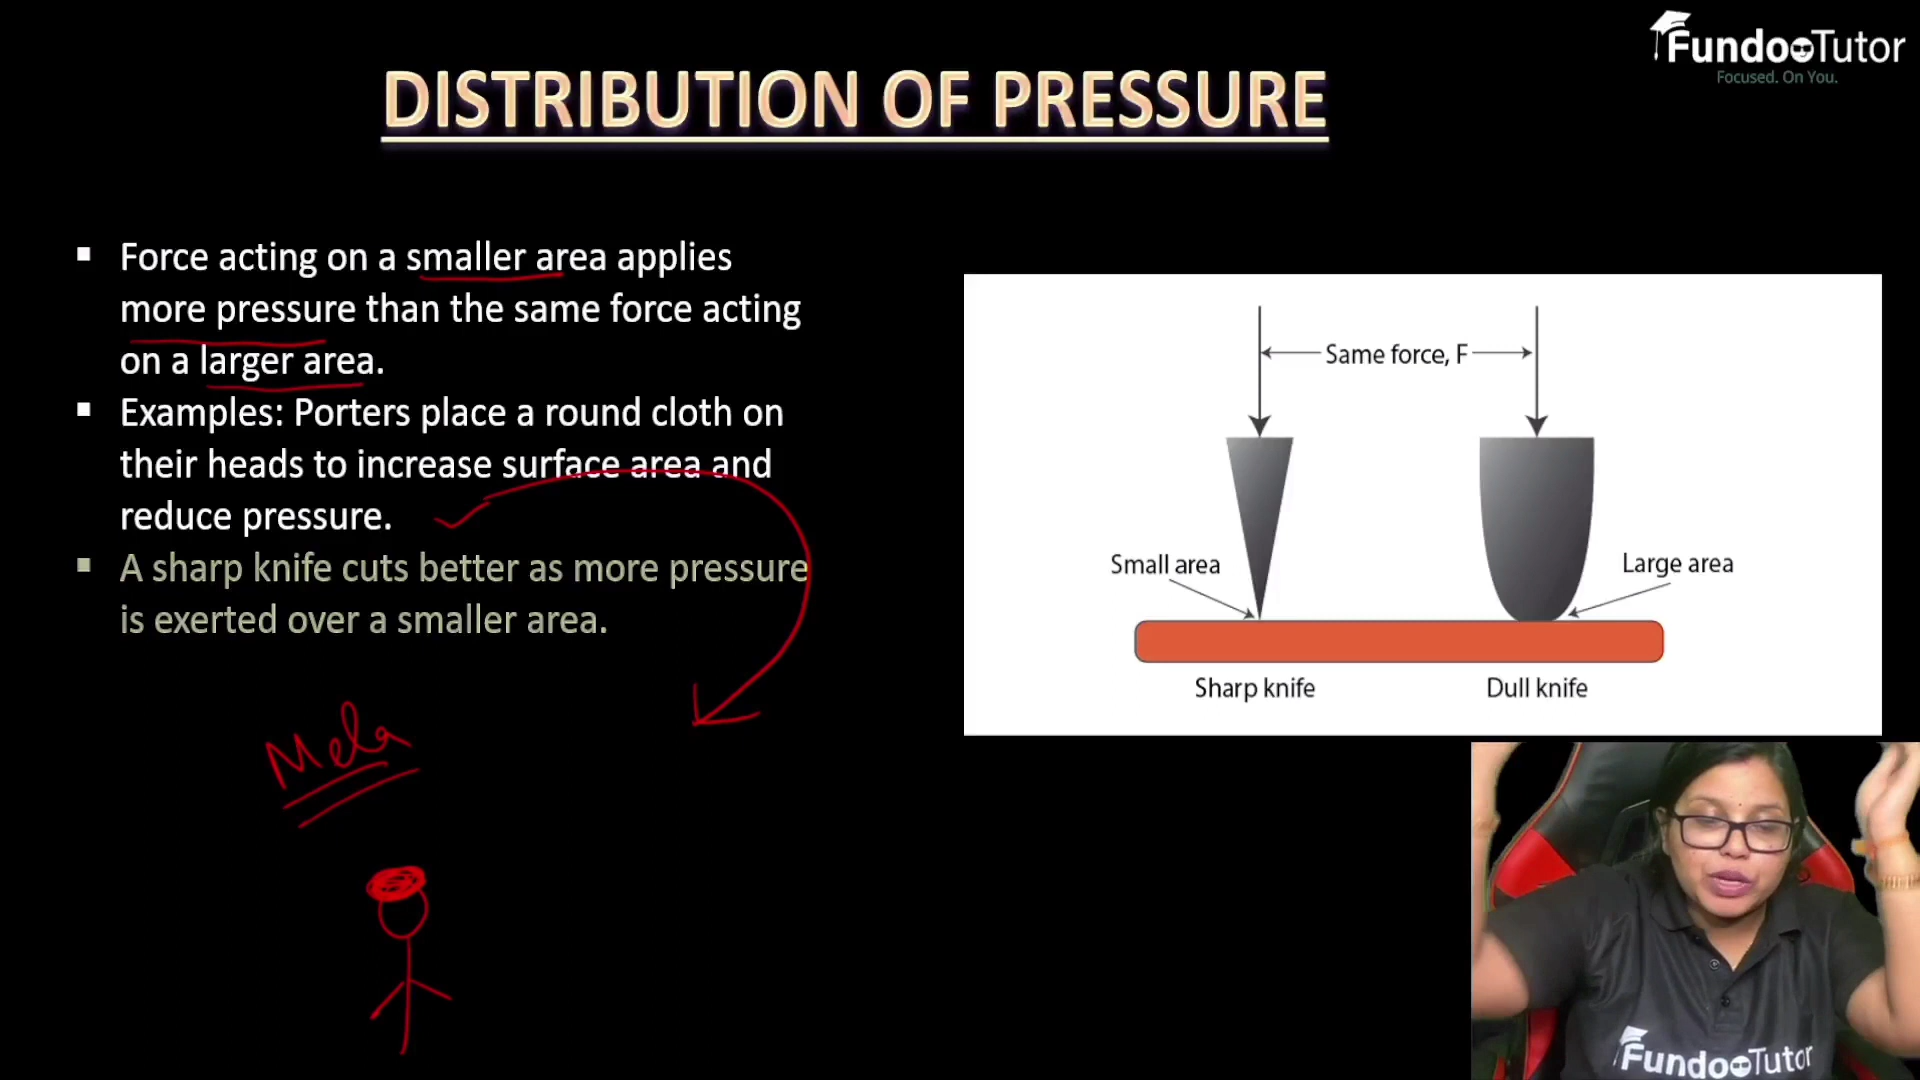 FundooTutor
Focused. On You.
DISTRIBUTION OF PRESSURE
▪ Force acting on a smaller area applies
more pressure than the same force acting
on a larger area.
▪ Examples: Porters place a round cloth on
their heads to increase surface area and
reduce pressure.
▪ A sharp knife cuts better as more pressure
is exerted over a smaller area.
Mela
Same force, F
Small area
Large area
Sharp knife
Dull knife
FundooTutor